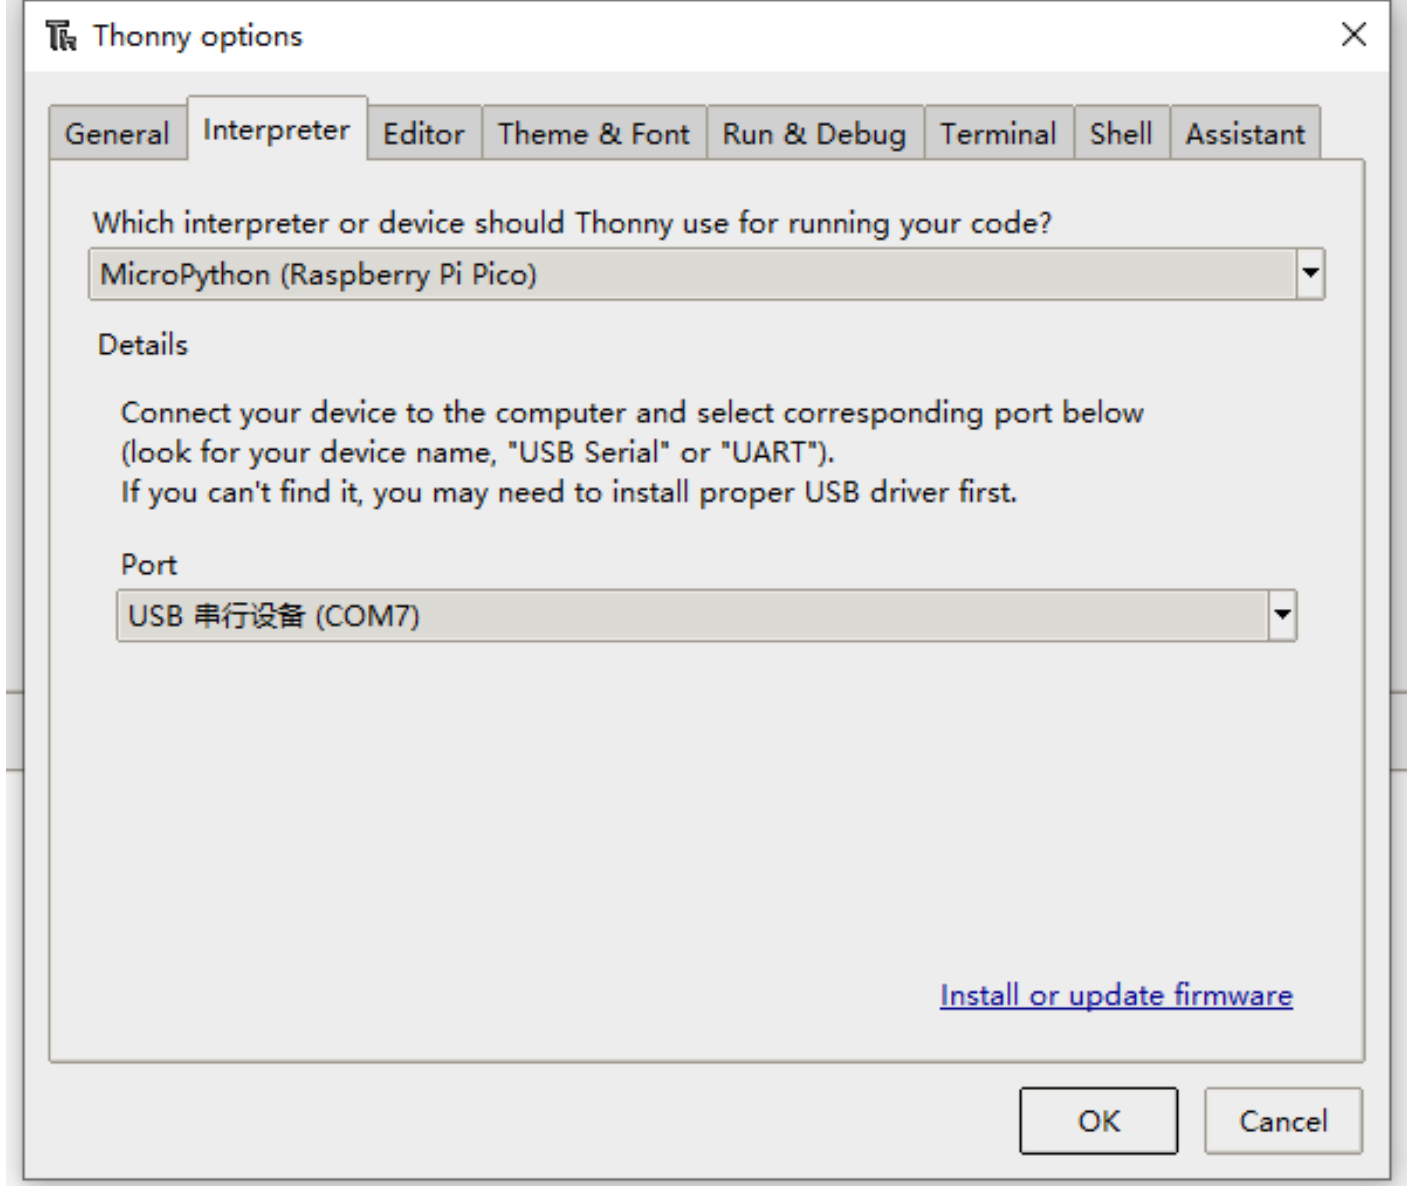 Thonny options
General Interpreter Editor Theme & Font Run & Debug Terminal Shell Assistant
Which interpreter or device should Thonny use for running your code?
MicroPython (Raspberry Pi Pico)
Details
Connect your device to the computer and select corresponding port below
(look for your device name, "USB Serial" or "UART").
If you can't find it, you may need to install proper USB driver first.
Port
USB 串行设备 (COM7)
Install or update firmware
OK Cancel